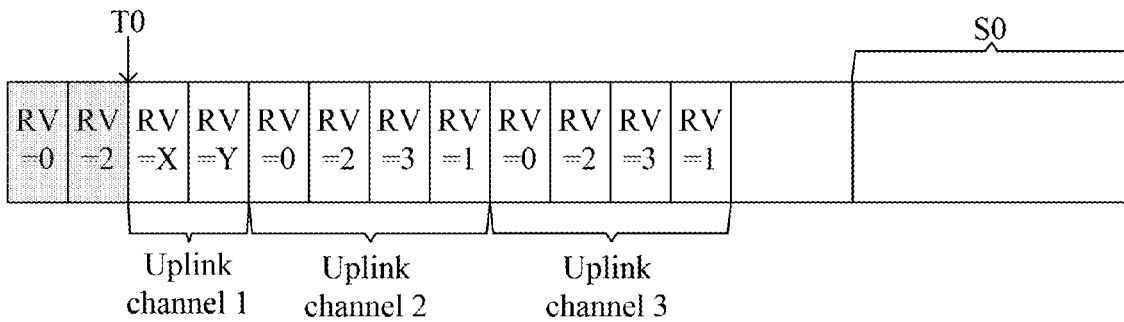 T0
S0
RV RV RV RV RV RV RV RV RV RV RV RV
=0 =2 =X =Y =0 =2 =3 =1 =0 =2 =3 =1
Uplink Uplink Uplink
channel 1 channel 2 channel 3